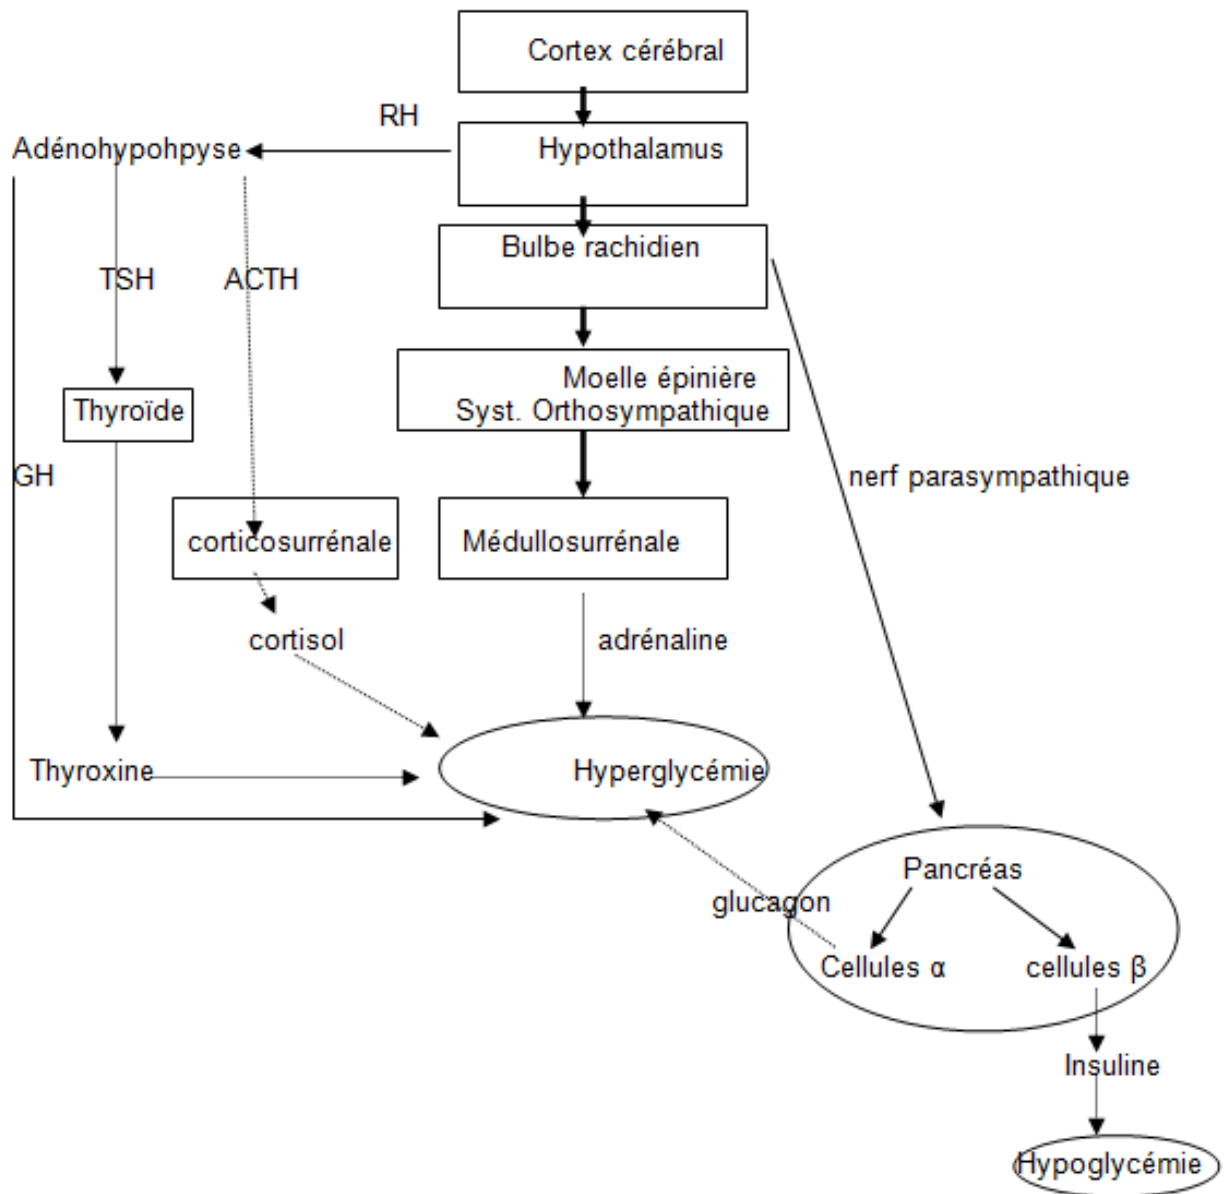 Cortex cérébral
RH
Adénohypohpyse
Hypothalamus
Bulbe rachidien
TSH
ACTH
Moelle épinière
Syst. Orthosympathique
Thyroïde
GH
nerf parasympathique
corticosurrénale
Médullosurrénale
cortisol
adrénaline
Thyroxine
Hyperglycémie
Pancréas
glucagon
Cellules α
cellules β
Insuline
Hypoglycémie